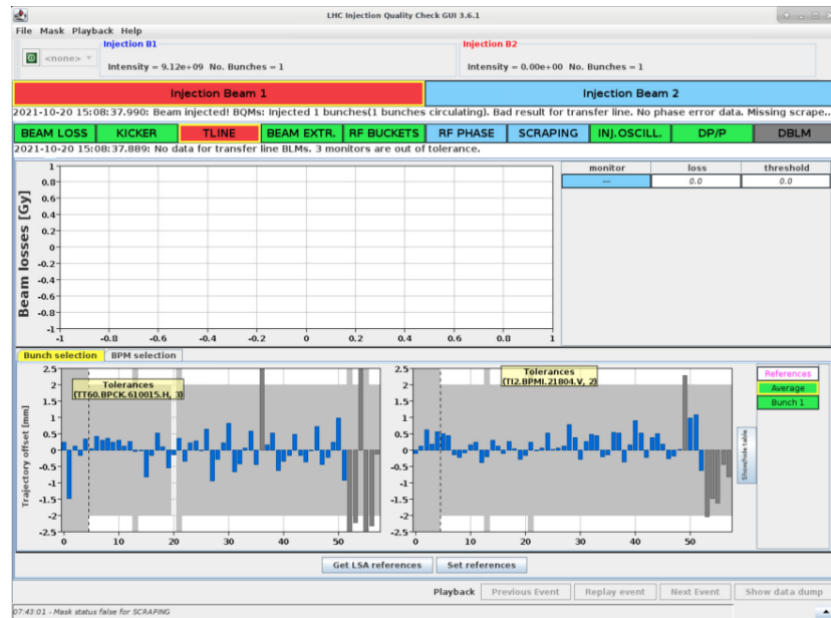 LHC Injection Quality Check GUI 3.6.1
File Mask Playback Help
Injection B1
Injection B2
<none>
Intensity = 9.12e+09 No. Bunches = 1
Intensity = 0.00e+00 No. Bunches = 1
Injection Beam 1
Injection Beam 2
2021-10-20 15:08:37.990: Beam injected! BQMs: Injected 1 bunches(1 bunches circulating). Bad result for transfer line. No phase error data. Missing scrape...
BEAM LOSS KICKER TLINE BEAM EXTR. RF BUCKETS RF PHASE SCRAPING INJ.OSCILL. DP/P DBLM
2021-10-20 15:08:37.889: No data for transfer line BLMs. 3 monitors are out of tolerance.
monitor loss threshold
--- 0.0 0.0
Beam losses [Gy]
1
0.8
0.6
0.4
0.2
0
-0.2
-0.4
-0.6
-0.8
-1
-1 -0.8 -0.6 -0.4 -0.2 0 0.2 0.4 0.6 0.8 1
Bunch selection BPM selection
Trajectory offset [mm]
2.5
2
1.5
1
0.5
0
-0.5
-1
-1.5
-2
-2.5
0 10 20 30 40 50
Tolerances
(TT60.BPCK.610015.H, 3)
2.5
2
1.5
1
0.5
0
-0.5
-1
-1.5
-2
-2.5
0 10 20 30 40 50
Tolerances
(TI2.BPMI.21804.V, 2)
Show/hide table
References
Average
Bunch 1
Get LSA references Set references
Playback Previous Event Replay event Next Event Show data dump
07:43:01 - Mask status false for SCRAPING